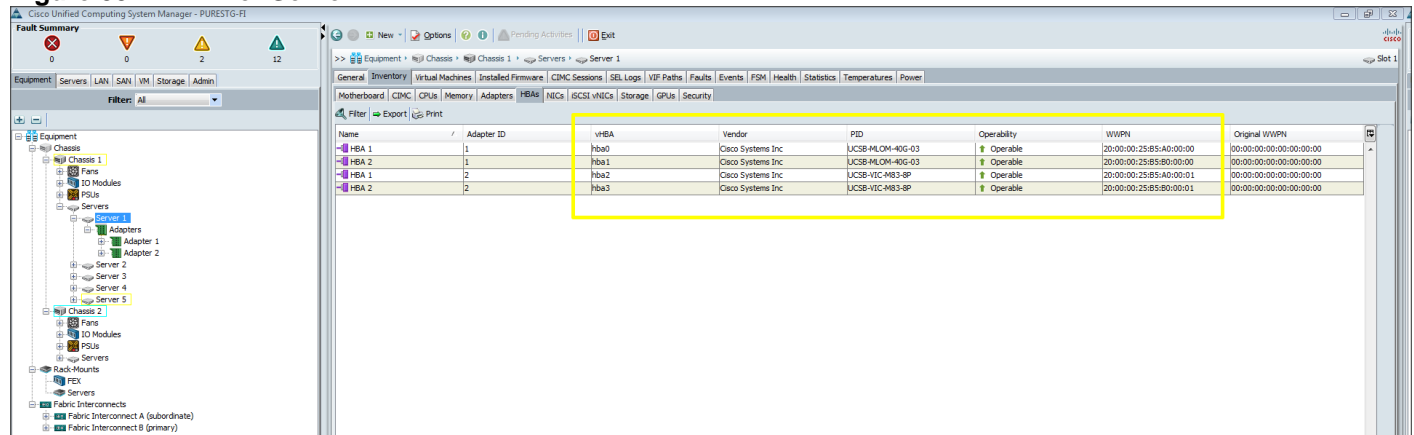 Cisco Unified Computing System Manager - PURESTG-FI
Fault Summary
0 0 2 12
New Options Pending Activities Exit
cisco
>> Equipment Chassis Chassis 1 Servers Server 1 Slot 1
Equipment Servers LAN SAN VM Storage Admin
General Inventory Virtual Machines Installed Firmware CIMC Sessions SEL Logs VIF Paths Faults Events FSM Health Statistics Temperatures Power
Filter: All
Motherboard CIMC CPUs Memory Adapters HBAs NICs iSCSI vNICs Storage GPUs Security
Filter Export Print
Name Adapter ID vHBA Vendor PID Operability WWPN Original WWPN
HBA 1 1 hba0 Cisco Systems Inc UCSB-MLOM-40G-03 Operable 20:00:00:25:B5:A0:00:00 00:00:00:00:00:00:00:00
HBA 2 1 hba1 Cisco Systems Inc UCSB-MLOM-40G-03 Operable 20:00:00:25:B5:B0:00:00 00:00:00:00:00:00:00:00
HBA 1 2 hba2 Cisco Systems Inc UCSB-VIC-M83-8P Operable 20:00:00:25:B5:A0:00:01 00:00:00:00:00:00:00:00
HBA 2 2 hba3 Cisco Systems Inc UCSB-VIC-M83-8P Operable 20:00:00:25:B5:B0:00:01 00:00:00:00:00:00:00:00
Equipment
Chassis
Chassis 1
Fans
IO Modules
PSUs
Servers
Server 1
Adapters
Adapter 1
Adapter 2
Server 2
Server 3
Server 4
Server 5
Chassis 2
Fans
IO Modules
PSUs
Servers
Rack-Mounts
FEX
Servers
Fabric Interconnects
Fabric Interconnect A (subordinate)
Fabric Interconnect B (primary)